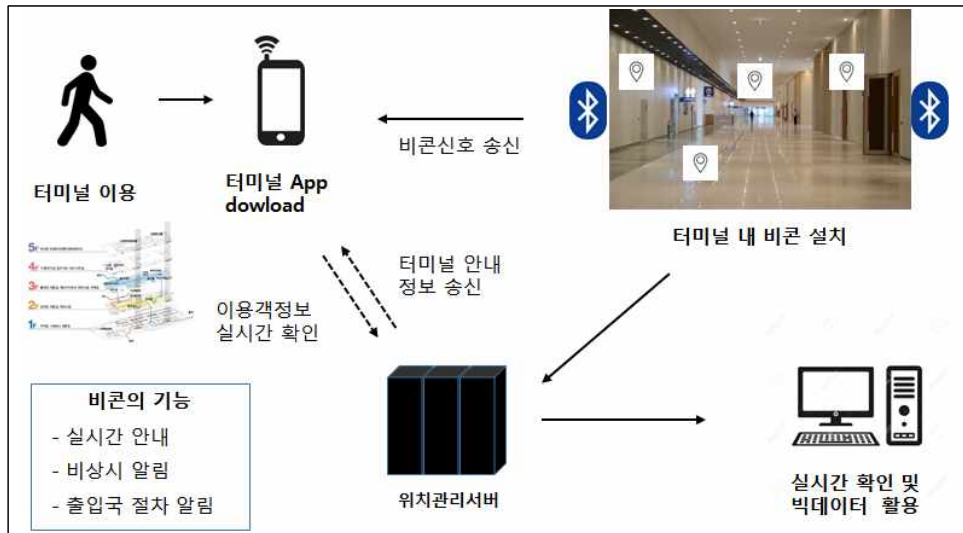 비콘신호 송신
터미널 이용
터미널 App
dowload
터미널 내 비콘 설치
5F
4F
3F
2F
1F
이용객정보
실시간 확인
터미널 안내
정보 송신
비콘의 기능
- 실시간 안내
- 비상시 알림
- 출입국 절차 알림
위치관리서버
실시간 확인 및
빅데이터 활용